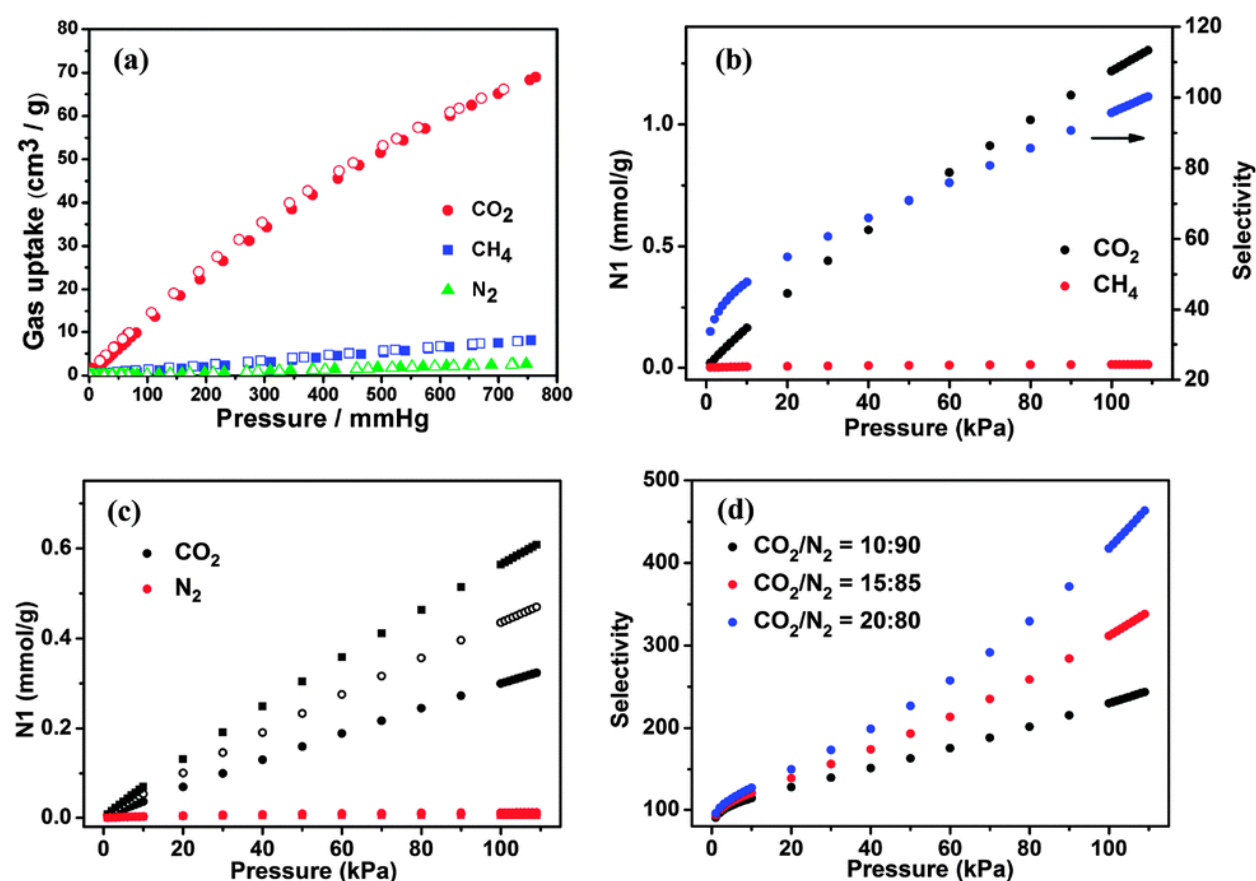 (a)
Gas uptake (cm³ / g)
80
70
60
50
40
30
20
10
0
CO₂
CH₄
N₂
0 100 200 300 400 500 600 700 800
Pressure / mmHg
(b)
N1 (mmol/g)
1.0
0.5
0.0
CO₂
CH₄
120
100
80
60
40
20
Selectivity
0 20 40 60 80 100
Pressure (kPa)
(c)
N1 (mmol/g)
0.6
0.4
0.2
0.0
CO₂
N₂
0 20 40 60 80 100
Pressure (kPa)
(d)
Selectivity
500
400
300
200
100
CO₂/N₂ = 10:90
CO₂/N₂ = 15:85
CO₂/N₂ = 20:80
0 20 40 60 80 100
Pressure (kPa)